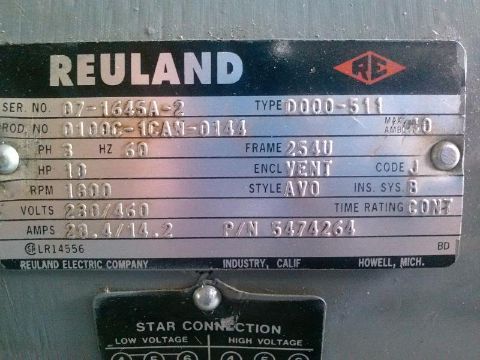 REULAND
RE
SER. NO. 07-1645A-2 TYPE D000-511
PROD. NO 0100C-1CAN-0144 MAX. AMB. 40
PH 3 HZ 60 FRAME 254U
HP 10 ENCL VENT CODE J
RPM 1800 STYLE AVO INS. SYS. B
VOLTS 230/460 TIME RATING CONT
AMPS 28.4/14.2 P/N 5474264
LR14556 BD
REULAND ELECTRIC COMPANY INDUSTRY, CALIF HOWELL, MICH.
STAR CONNECTION
LOW VOLTAGE HIGH VOLTAGE
4 5 6